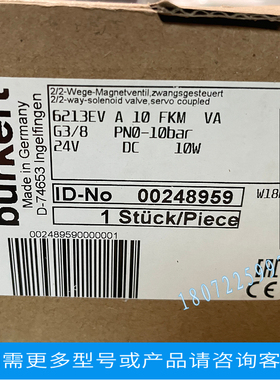 burkert
Made in Germany
D-74653 Ingelfingen
2/2-Wege-Magnetventil,zwangsgesteuert
2/2-way-solenoid valve,servo coupled
6213EV A 10 FKM VA
G3/8 PN0-10bar
24V DC 10W
ID-No 00248959
1 Stück/Piece
002489590000001
EAC
需更多型号或产品请咨询客